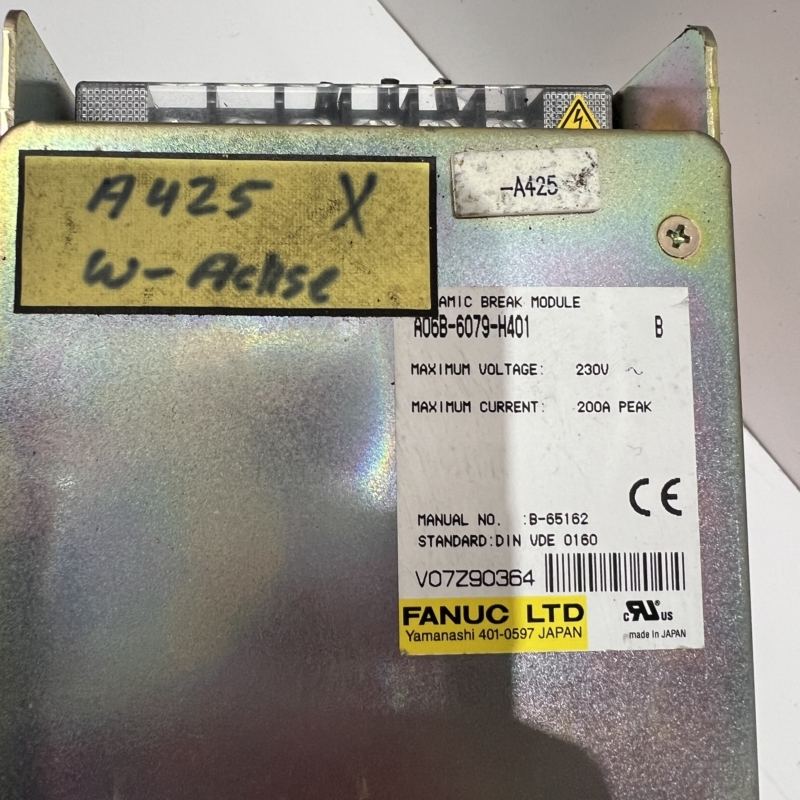 A425 X
W-Achse
-A425
AMIC BREAK MODULE
A06B-6079-H401 B
MAXIMUM VOLTAGE: 230V ~
MAXIMUM CURRENT: 200A PEAK
CE
MANUAL NO. :B-65162
STANDARD:DIN VDE 0160
V07Z90364
FANUC LTD
Yamanashi 401-0597 JAPAN
c RU us
made in JAPAN